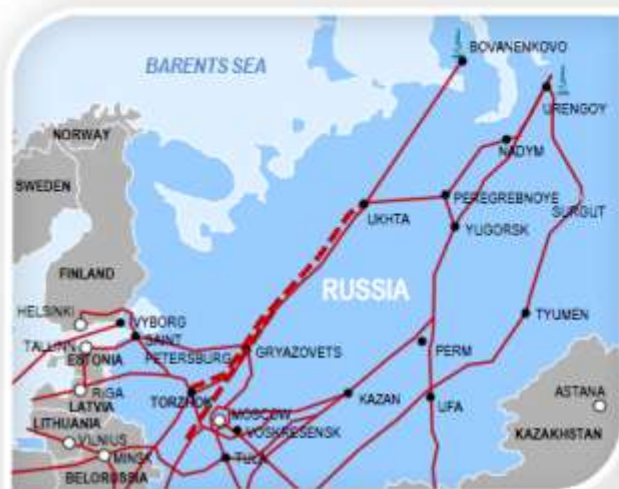 BOVANENKOVO
BARENTS SEA
URENGOY
NORWAY
NADYM
SWEDEN
PEREGREBNOYE
SURGUT
UKHTA
YUGORSK
FINLAND
RUSSIA
HELSINKI
VYBORG
TYUMEN
SAINT
PETERSBURG
TALLINN
ESTONIA
GRYAZOVETS
PERM
RIGA
LATVIA
TORZHOK
KAZAN
UFA
ASTANA
MOSCOW
LITHUANIA
VOSKRESENSK
KAZAKHSTAN
VILNIUS
MINSK
TULA
BELORUSSIA